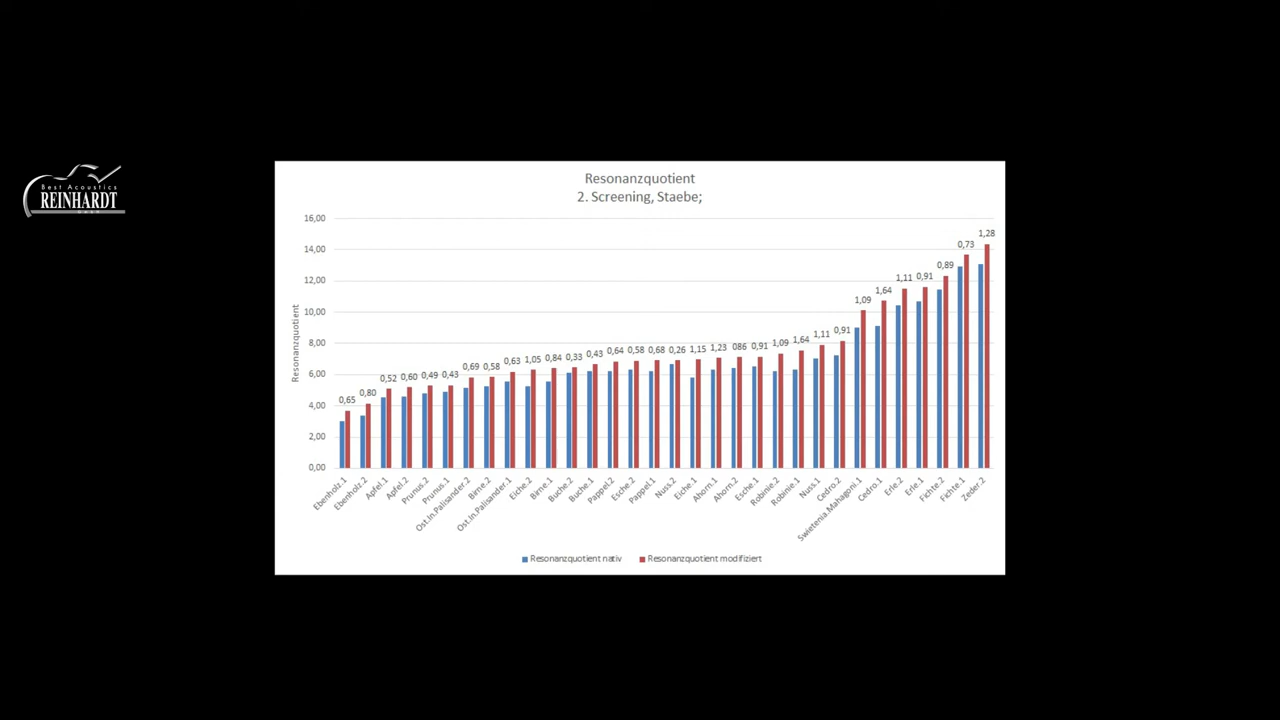 Best Acoustics
REINHARDT
Resonanzquotient
2. Screening, Staebe;
16,00
14,00
12,00
10,00
8,00
6,00
4,00
2,00
0,00
Resonanzquotient
0,65 0,80 0,52 0,60 0,49 0,43 0,69 0,58 0,63 1,05 0,84 0,33 0,43 0,64 0,58 0,68 0,26 1,15 1,23 086 0,91 1,09 1,64 1,11 0,91 1,09 1,64 1,11 0,91 0,89 0,73 1,28
Ebenholz.1
Ebenholz.2
Apfel.1
Apfel.2
Prunus.2
Prunus.1
Ost.In.Palisander.2
Birne.2
Ost.In.Palisander.1
Eiche.2
Birne.1
Buche.2
Buche.1
Pappel.2
Esche.2
Pappel.1
Nuss.2
Eiche.1
Ahorn.1
Ahorn.2
Esche.1
Robinie.2
Robinie.1
Nuss.1
Cedro.2
Swietenia.Mahagoni.1
Cedro.1
Erle.2
Erle.1
Fichte.2
Fichte.1
Zeder.2
Resonanzquotient nativ
Resonanzquotient modifiziert